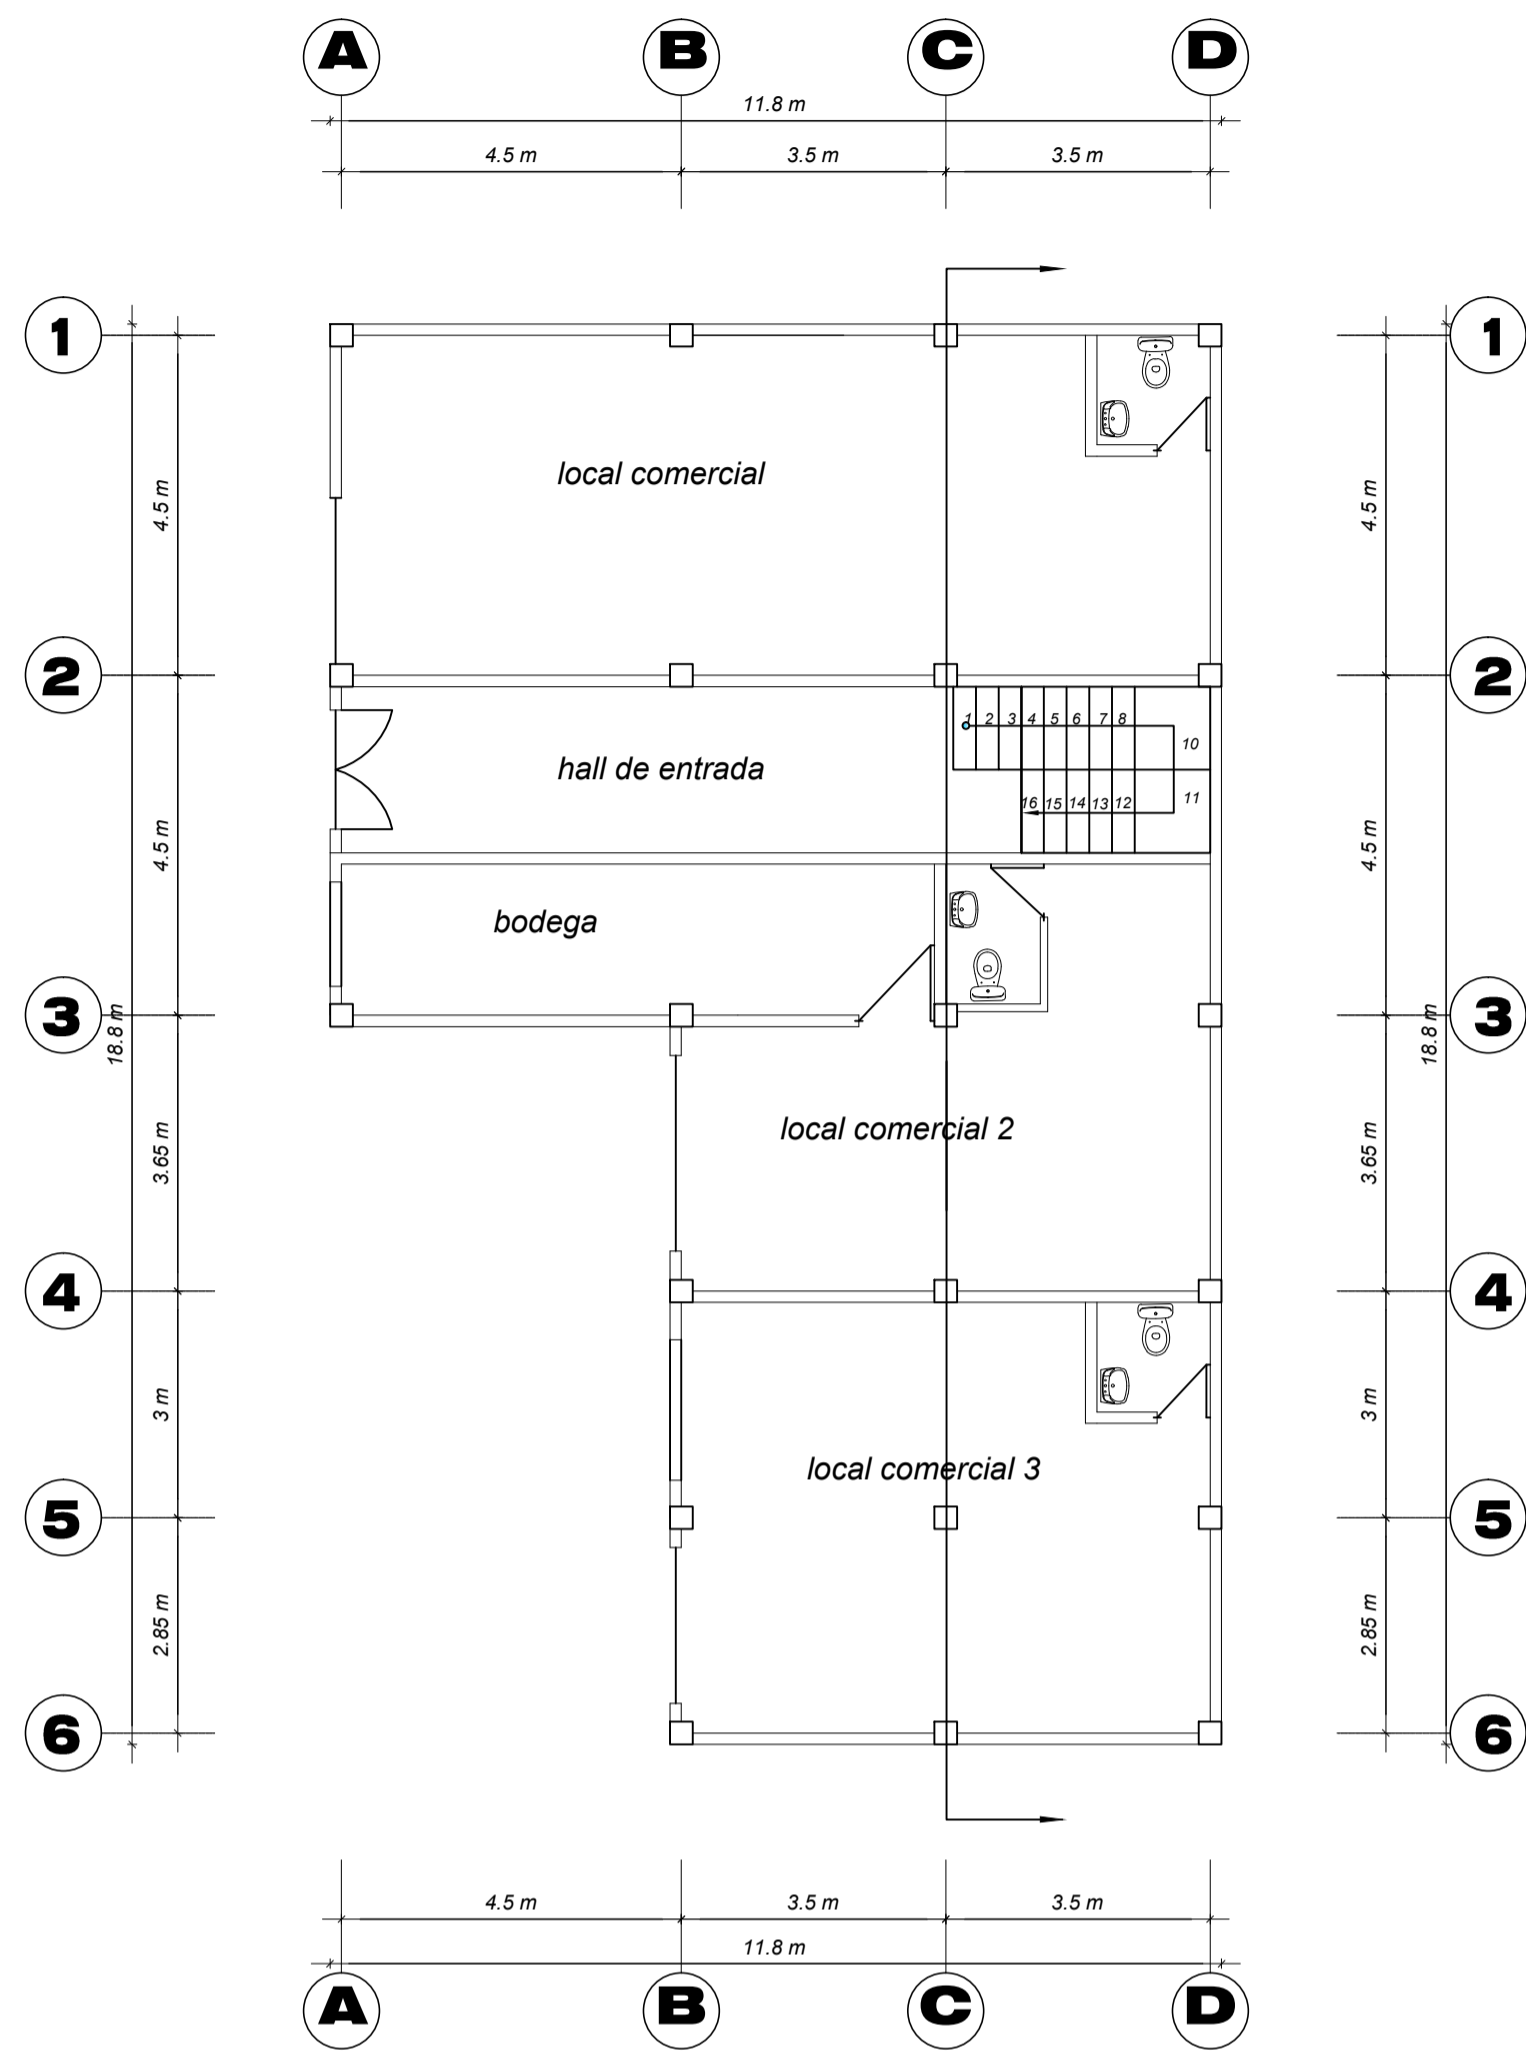 A B C D
11.8 m
4.5 m 3.5 m 3.5 m
1 1
local comercial
4.5 m 4.5 m
2 2
1 2 3 4 5 6 7 8
10
hall de entrada
11
16 15 14 13 12
4.5 m 4.5 m
bodega
3 3
18.8 m 18.8 m
local comercial 2
3.65 m 3.65 m
4 4
3 m 3 m
local comercial 3
5 5
2.85 m 2.85 m
6 6
4.5 m 3.5 m 3.5 m
11.8 m
A B C D